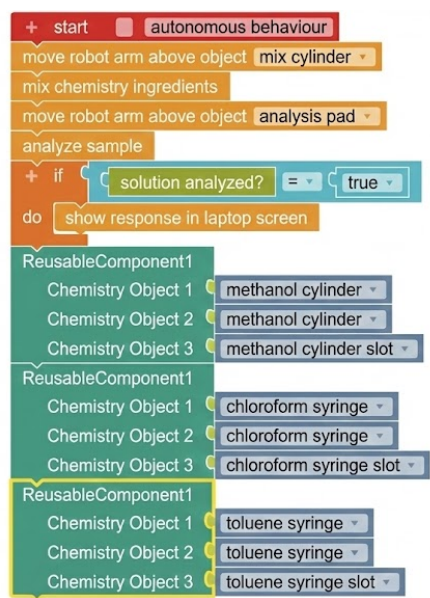 + start autonomous behaviour
move robot arm above object mix cylinder
mix chemistry ingredients
move robot arm above object analysis pad
analyze sample
+ if solution analyzed? = true
do show response in laptop screen
ReusableComponent1
Chemistry Object 1 methanol cylinder
Chemistry Object 2 methanol cylinder
Chemistry Object 3 methanol cylinder slot
ReusableComponent1
Chemistry Object 1 chloroform syringe
Chemistry Object 2 chloroform syringe
Chemistry Object 3 chloroform syringe slot
ReusableComponent1
Chemistry Object 1 toluene syringe
Chemistry Object 2 toluene syringe
Chemistry Object 3 toluene syringe slot